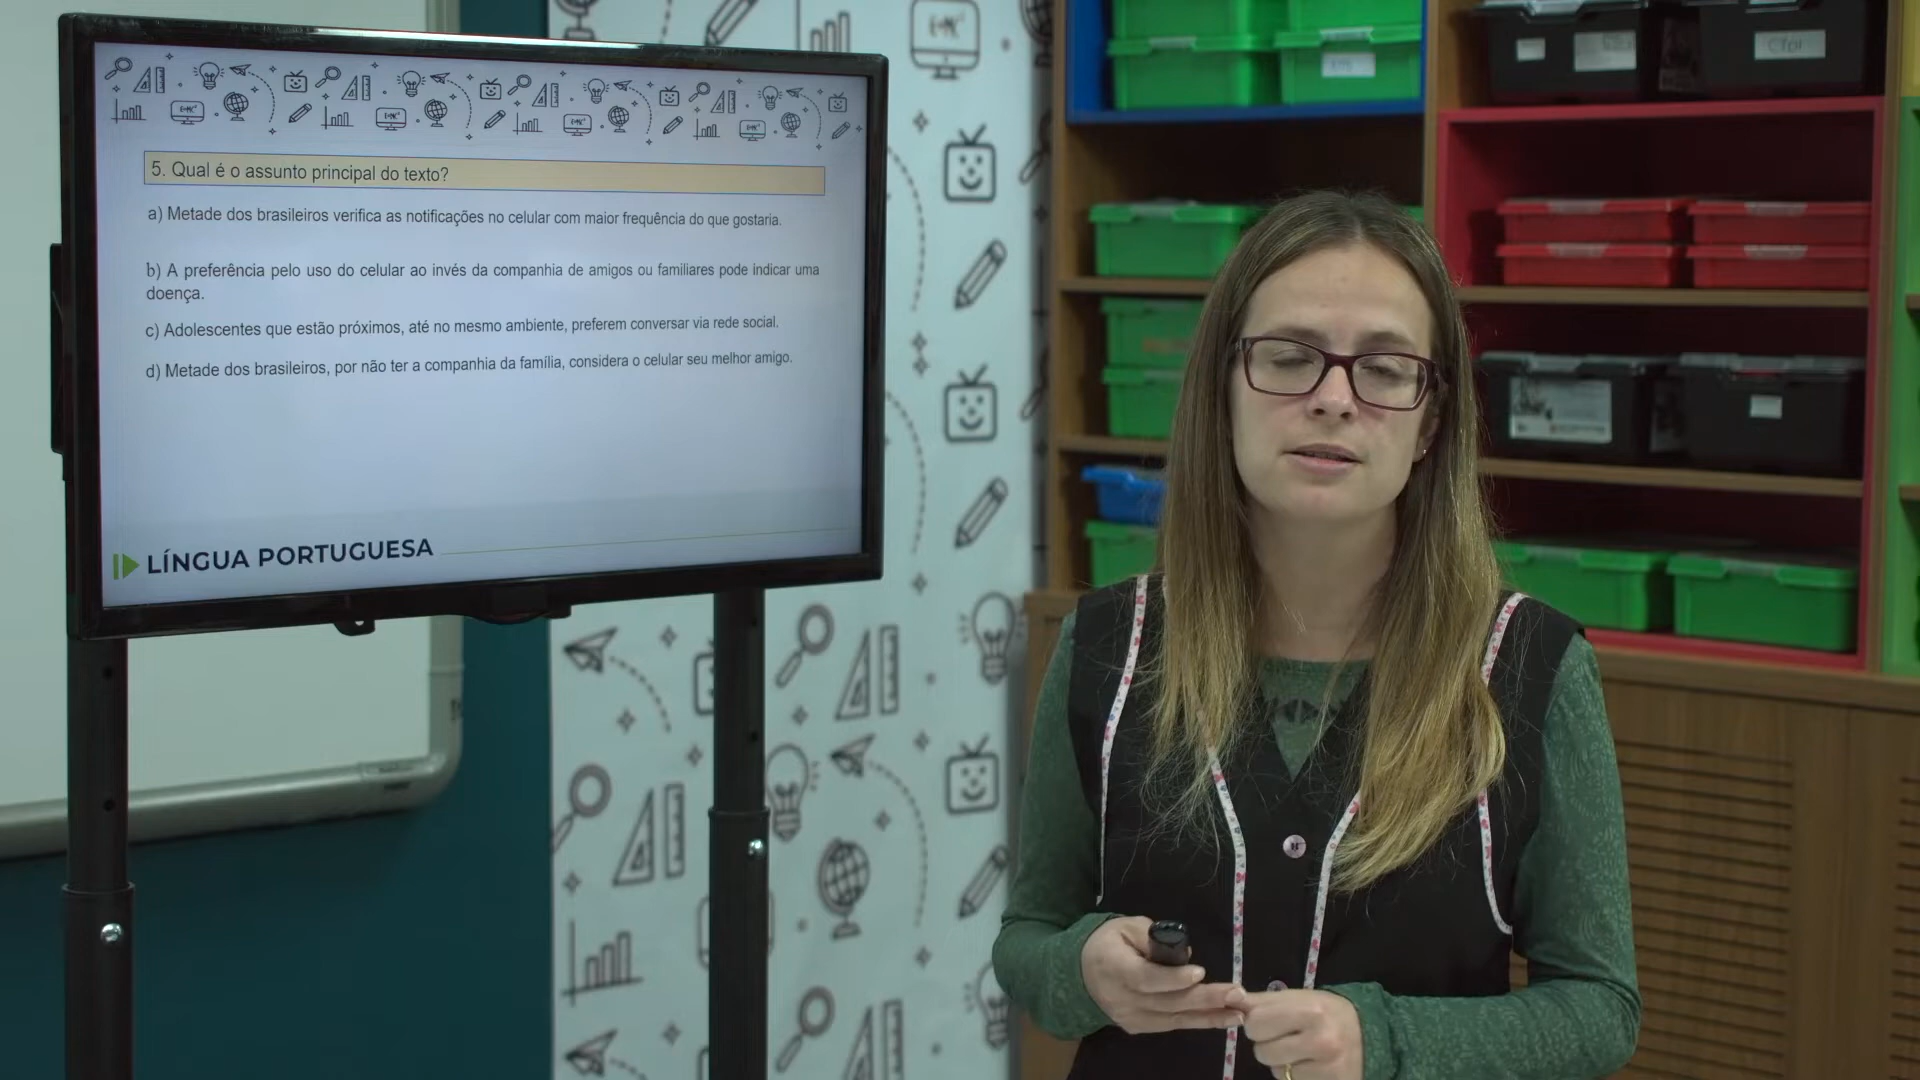 5. Qual é o assunto principal do texto?
a) Metade dos brasileiros verifica as notificações no celular com maior frequência do que gostaria.
b) A preferência pelo uso do celular ao invés da companhia de amigos ou familiares pode indicar uma
doença.
c) Adolescentes que estão próximos, até no mesmo ambiente, preferem conversar via rede social.
d) Metade dos brasileiros, por não ter a companhia da família, considera o celular seu melhor amigo.
LÍNGUA PORTUGUESA